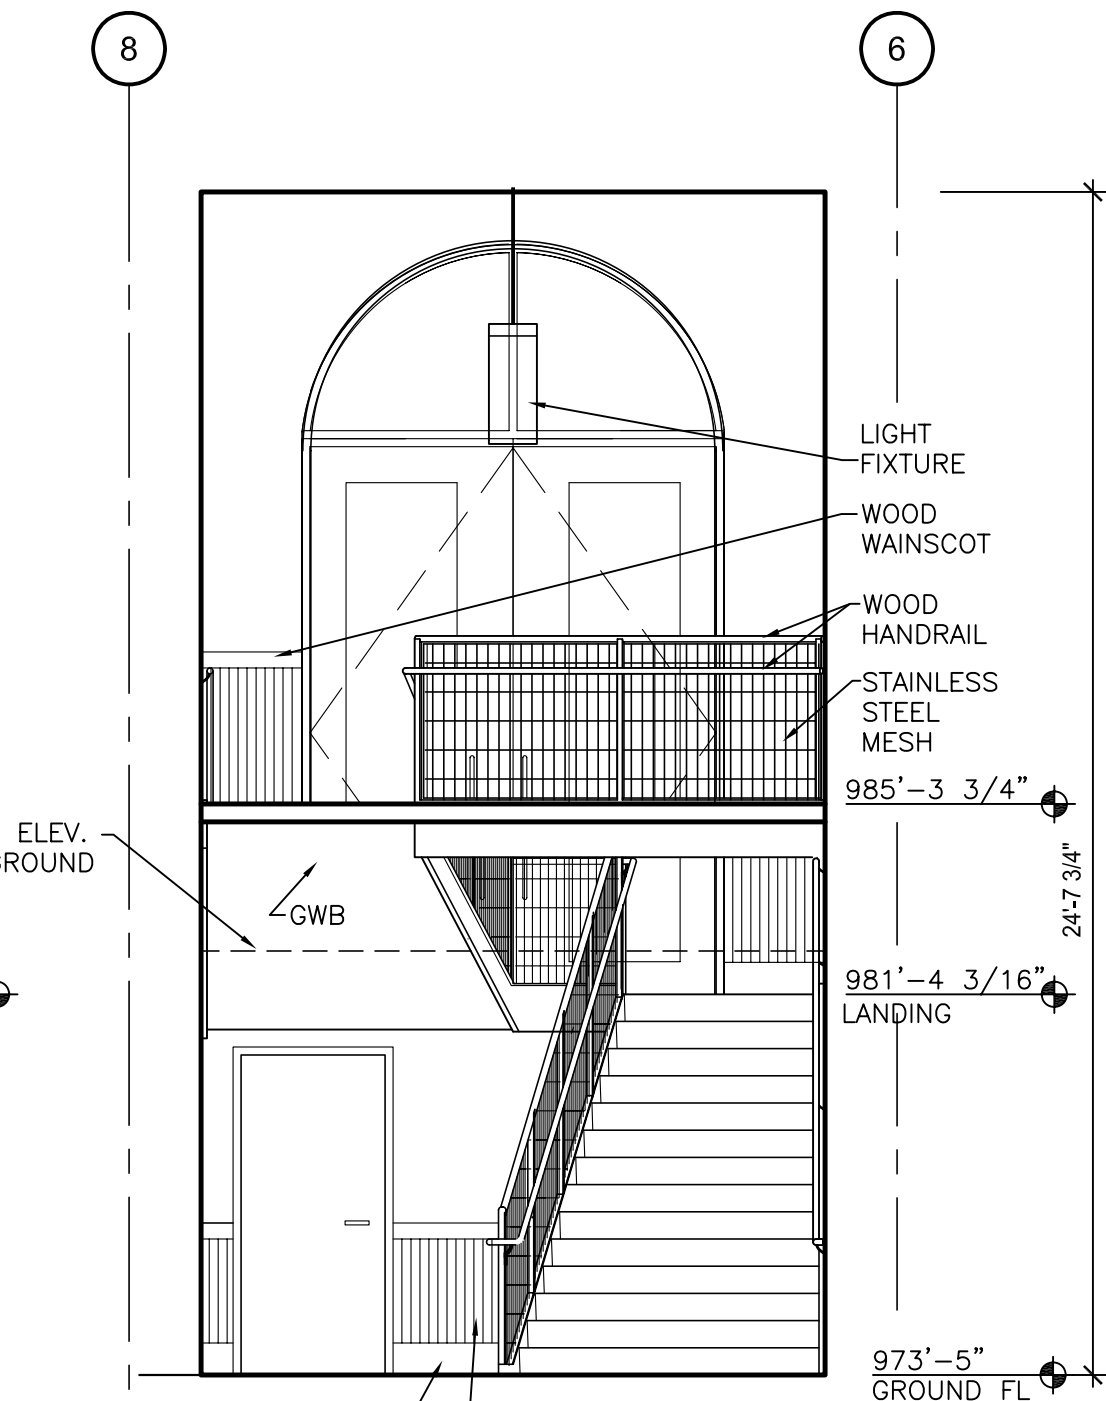 8
6
LIGHT
FIXTURE
WOOD
WAINSCOT
WOOD
HANDRAIL
STAINLESS
STEEL
MESH
985'-3 3/4"
ELEV.
GROUND
GWB
24'-7 3/4"
981'-4 3/16"
LANDING
973'-5"
GROUND FL